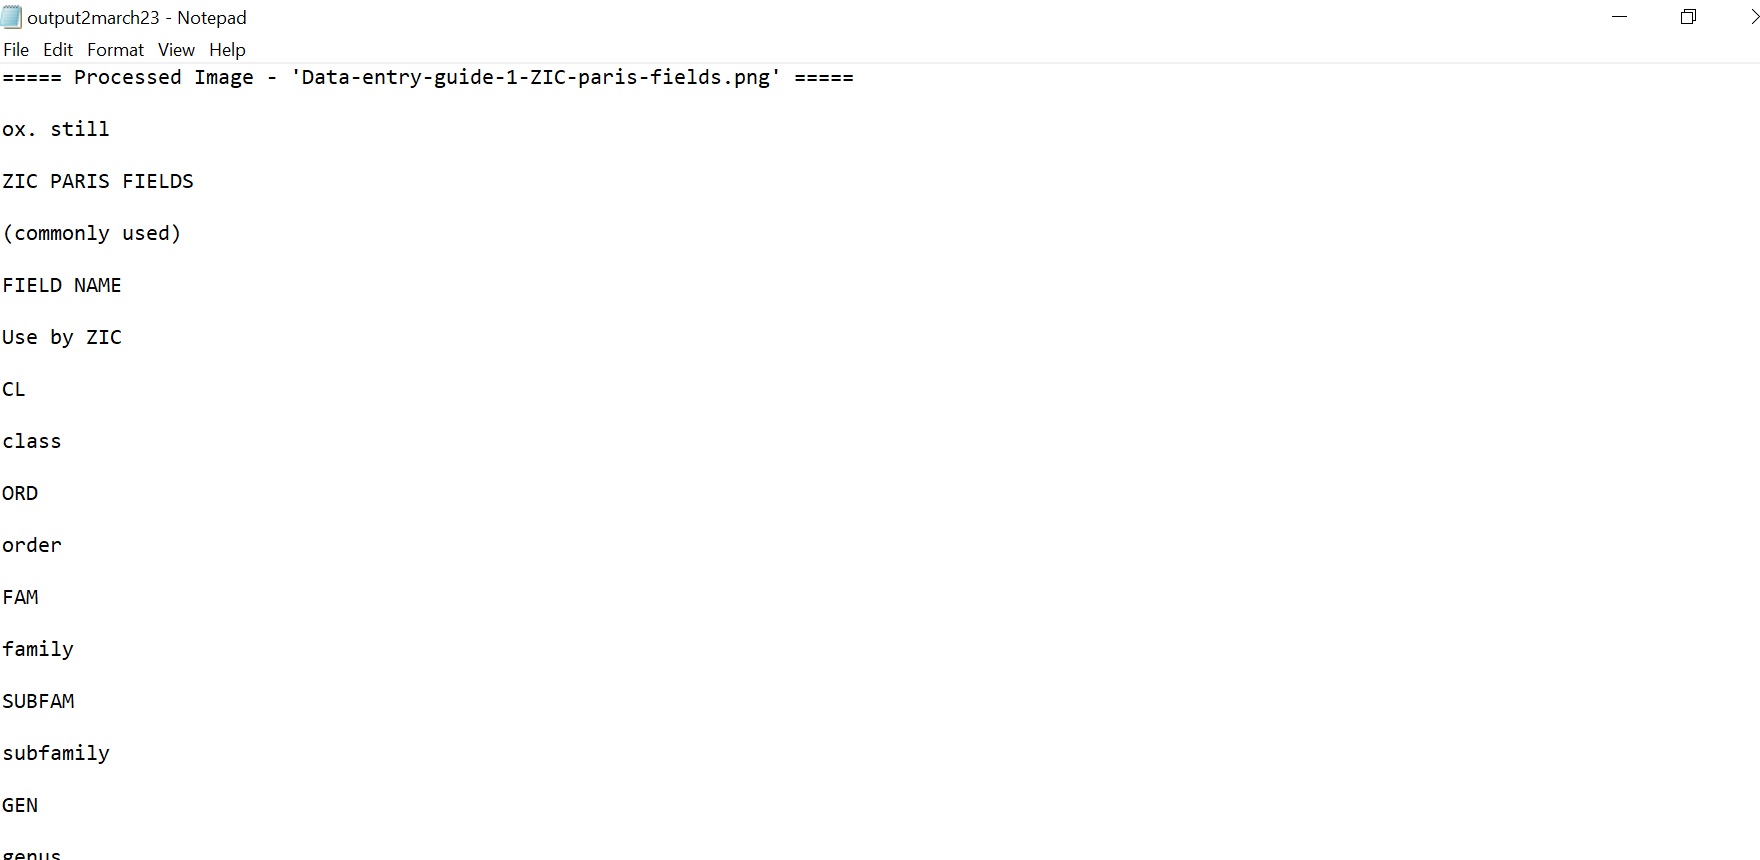 output2march23 - Notepad
File Edit Format View Help
===== Processed Image - 'Data-entry-guide-1-ZIC-paris-fields.png' =====
ox. still
ZIC PARIS FIELDS
(commonly used)
FIELD NAME
Use by ZIC
CL
class
ORD
order
FAM
family
SUBFAM
subfamily
GEN
genus